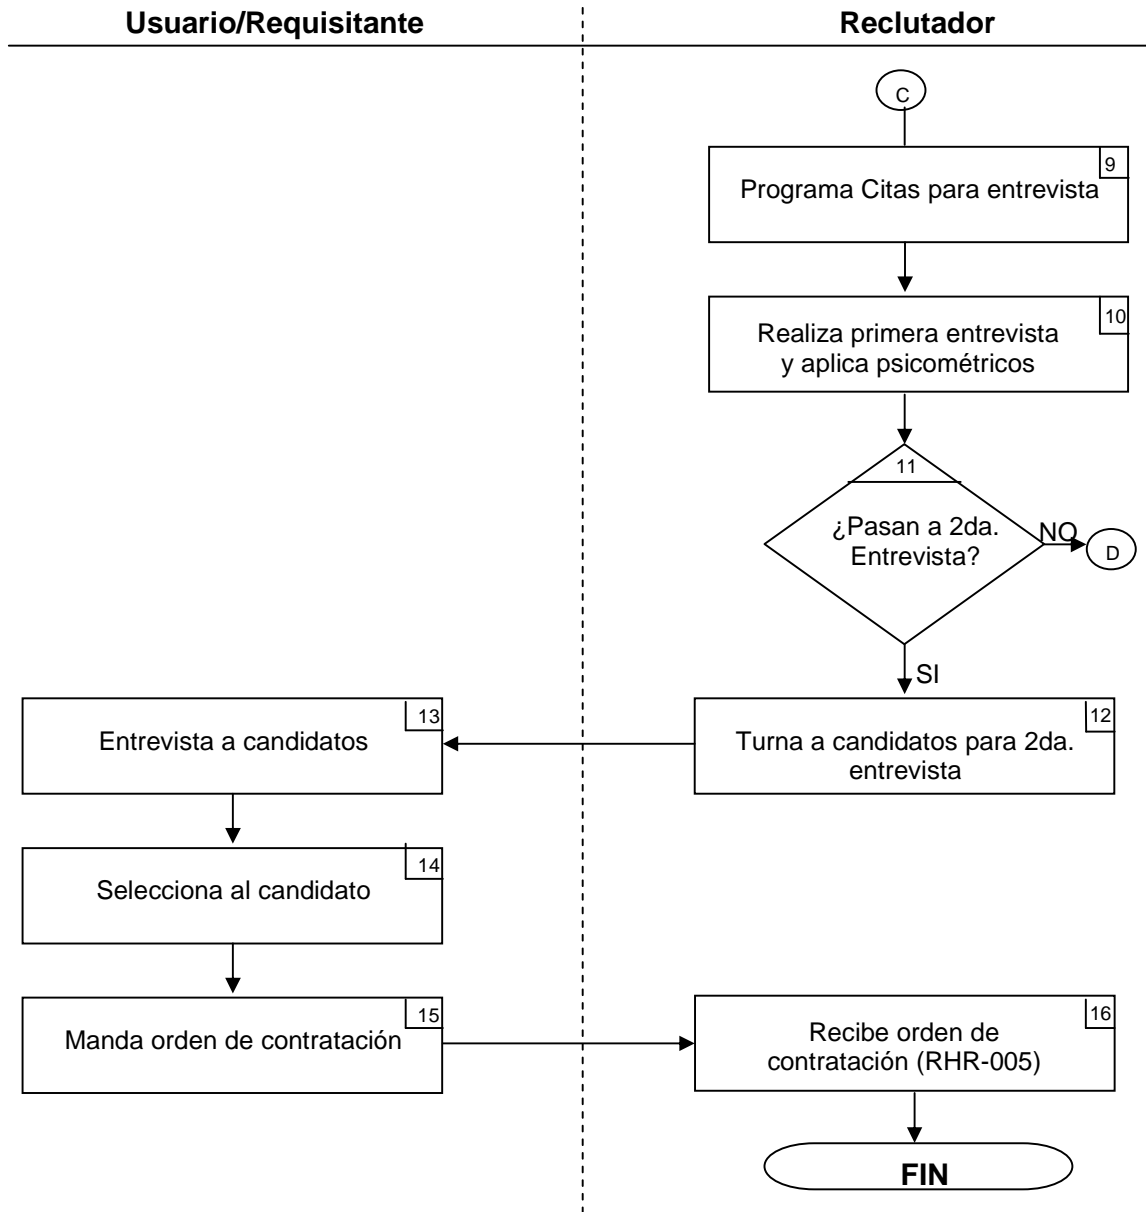 Usuario/Requisitante
Reclutador
C
9
Programa Citas para entrevista
10
Realiza primera entrevista
y aplica psicométricos
11
¿Pasan a 2da.
Entrevista?
NO
D
SI
12
Turna a candidatos para 2da.
entrevista
13
Entrevista a candidatos
14
Selecciona al candidato
15
Manda orden de contratación
16
Recibe orden de
contratación (RHR-005)
FIN